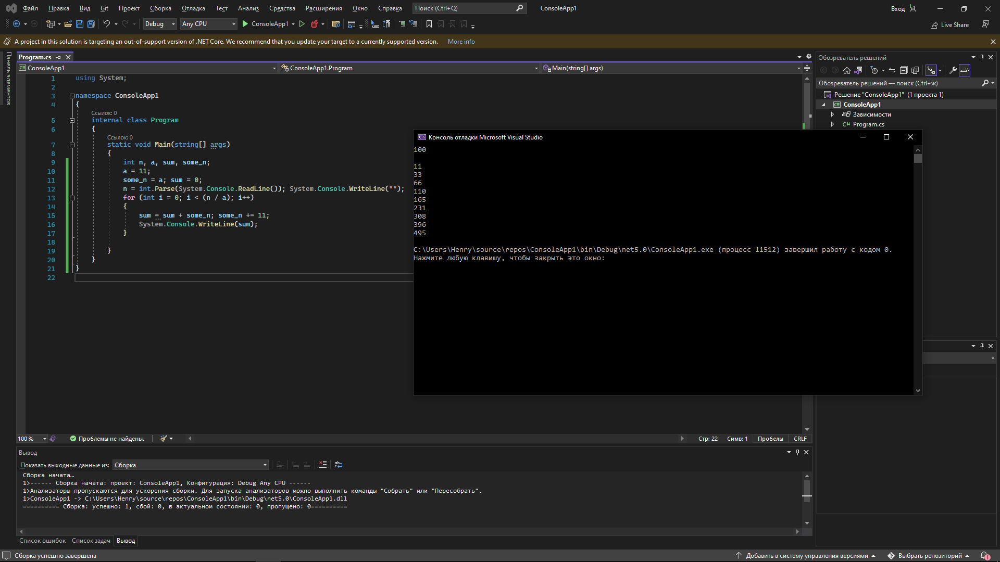 Файл Правка Вид Git Проект Сборка Отладка Тест Анализ Средства Расширения Окно Справка Поиск (Ctrl+Q) ConsoleApp1 Вход
Debug Any CPU ConsoleApp1 Live Share
A project in this solution is targeting an out-of-support version of .NET Core. We recommend that you update your target to a currently supported version. More info
Панель элементов
Program.cs
ConsoleApp1 ConsoleApp1.Program Main(string[] args)
1 using System;
2
3 namespace ConsoleApp1
4 {
Ссылок: 0
5 internal class Program
6 {
Ссылок: 0
7 static void Main(string[] args)
8 {
9 int n, a, sum, some_n;
10 a = 11;
11 some_n = a; sum = 0;
12 n = int.Parse(System.Console.ReadLine()); System.Console.WriteLine("");
13 for (int i = 0; i < (n / a); i++)
14 {
15 sum = sum + some_n; some_n += 11;
16 System.Console.WriteLine(sum);
17 }
18
19 }
20 }
21 }
22
Консоль отладки Microsoft Visual Studio
100
11
33
66
110
165
231
308
396
495
C:\Users\Henry\source\repos\ConsoleApp1\bin\Debug\net5.0\ConsoleApp1.exe (процесс 11512) завершил работу с кодом 0.
Нажмите любую клавишу, чтобы закрыть это окно:
Обозреватель решений
Обозреватель решений — поиск (Ctrl+ж)
Решение "ConsoleApp1" (1 проекта 1)
C# ConsoleApp1
Зависимости
C# Program.cs
100 % Проблемы не найдены. Стр: 22 Симв: 1 Пробелы CRLF
Вывод
Показать выходные данные из: Сборка
Сборка начата…
1>------ Сборка начата: проект: ConsoleApp1, Конфигурация: Debug Any CPU ------
1>Анализаторы пропускаются для ускорения сборки. Для запуска анализаторов можно выполнить команды "Собрать" или "Пересобрать".
1>ConsoleApp1 -> C:\Users\Henry\source\repos\ConsoleApp1\bin\Debug\net5.0\ConsoleApp1.dll
========== Сборка: успешно: 1, сбой: 0, в актуальном состоянии: 0, пропущено: 0==========
Список ошибок Список задач Вывод
Сборка успешно завершена Добавить в систему управления версиями Выбрать репозиторий 1